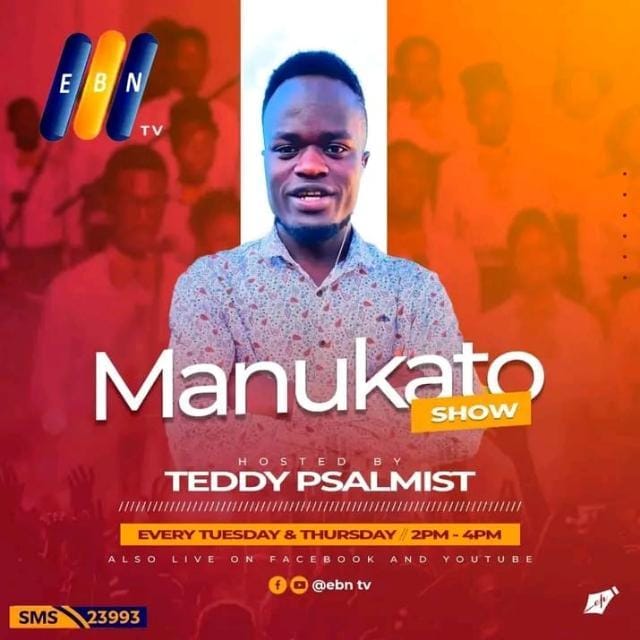 EBN
TV
Manukato
SHOW
HOSTED BY
TEDDY PSALMIST
EVERY TUESDAY & THURSDAY // 2PM - 4PM
ALSO LIVE ON FACEBOOK AND YOUTUBE
@ebn tv
SMS 23993